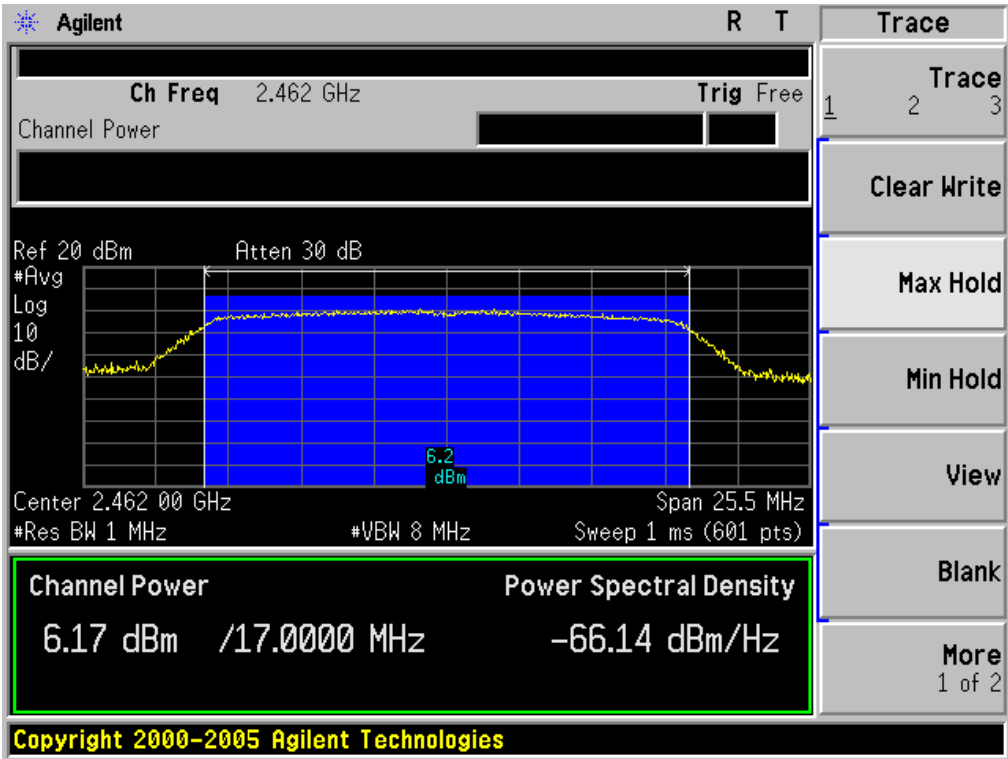 Agilent R T Trace
Ch Freq 2.462 GHz Trig Free
Channel Power
Trace
1 2 3
Clear Write
Max Hold
Min Hold
View
Blank
More
1 of 2
Ref 20 dBm Atten 30 dB
#Avg
Log
10
dB/
6.2
dBm
Center 2.462 00 GHz Span 25.5 MHz
#Res BW 1 MHz #VBW 8 MHz Sweep 1 ms (601 pts)
Channel Power Power Spectral Density
6.17 dBm /17.0000 MHz -66.14 dBm/Hz
Copyright 2000-2005 Agilent Technologies